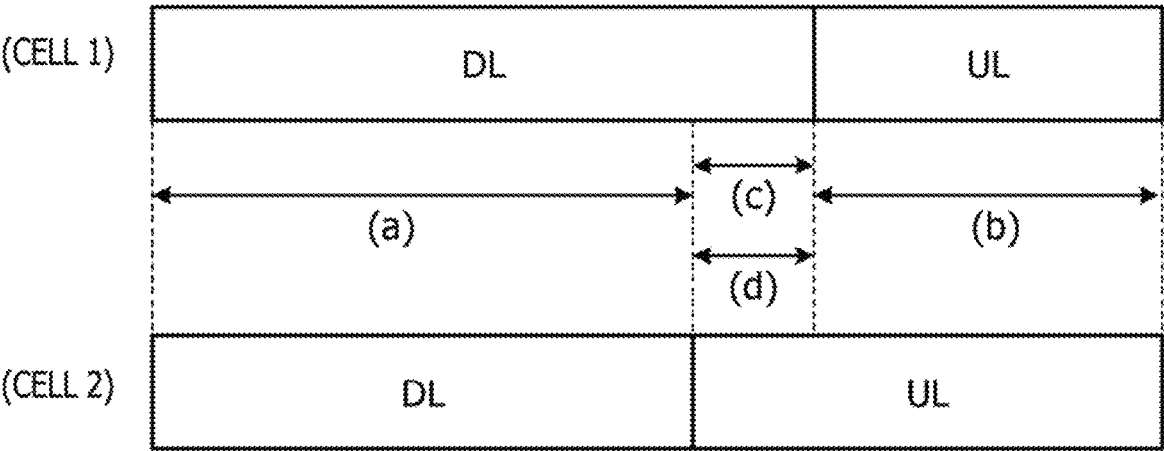 (CELL 1) DL UL
(c)
(a) (b)
(d)
(CELL 2) DL UL